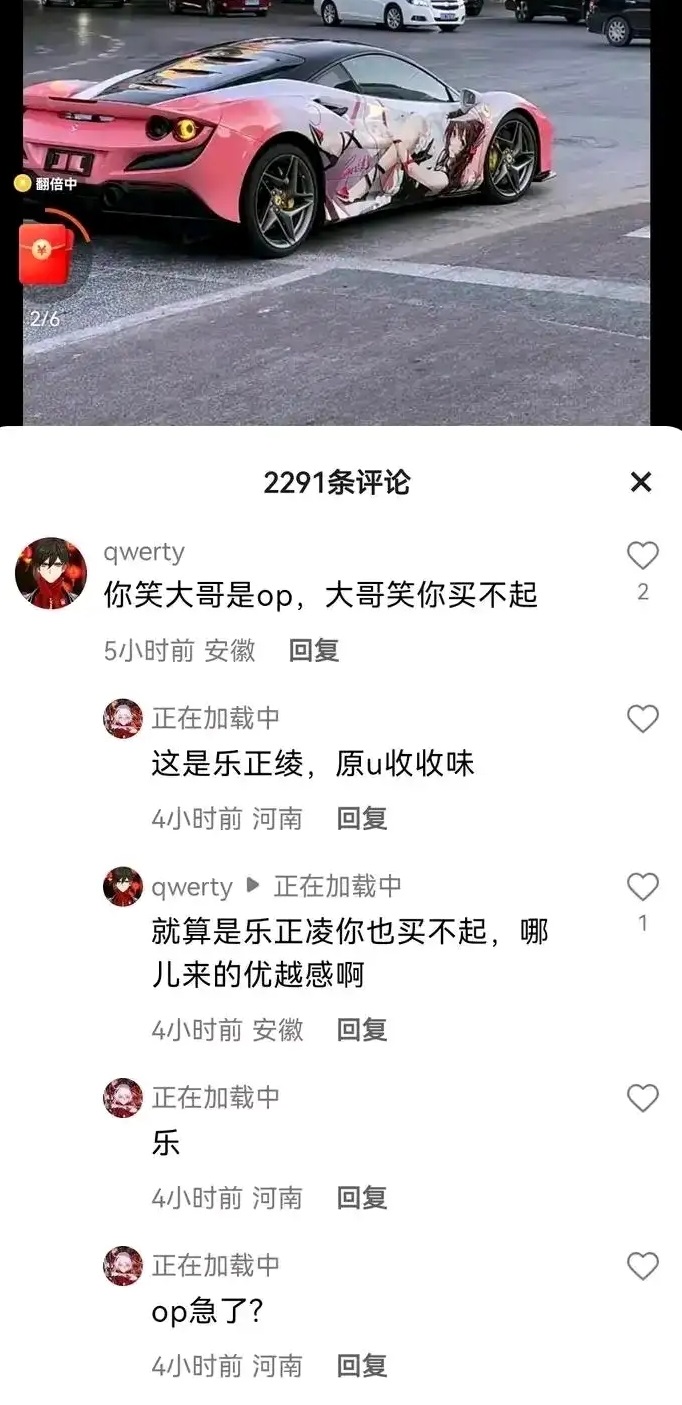 翻倍中
¥
2/6
2291条评论
qwerty
你笑大哥是op，大哥笑你买不起
2
5小时前 安徽 回复
正在加载中
这是乐正绫，原u收收味
4小时前 河南 回复
qwerty ▶ 正在加载中
就算是乐正凌你也买不起，哪
1
儿来的优越感啊
4小时前 安徽 回复
正在加载中
乐
4小时前 河南 回复
正在加载中
op急了？
4小时前 河南 回复